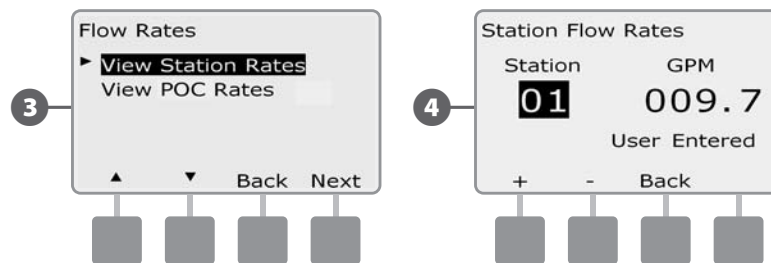 3
Flow Rates
► View Station Rates
View POC Rates
▲ ▼ Back Next
4
Station Flow Rates
Station GPM
01 009.7
User Entered
+ - Back